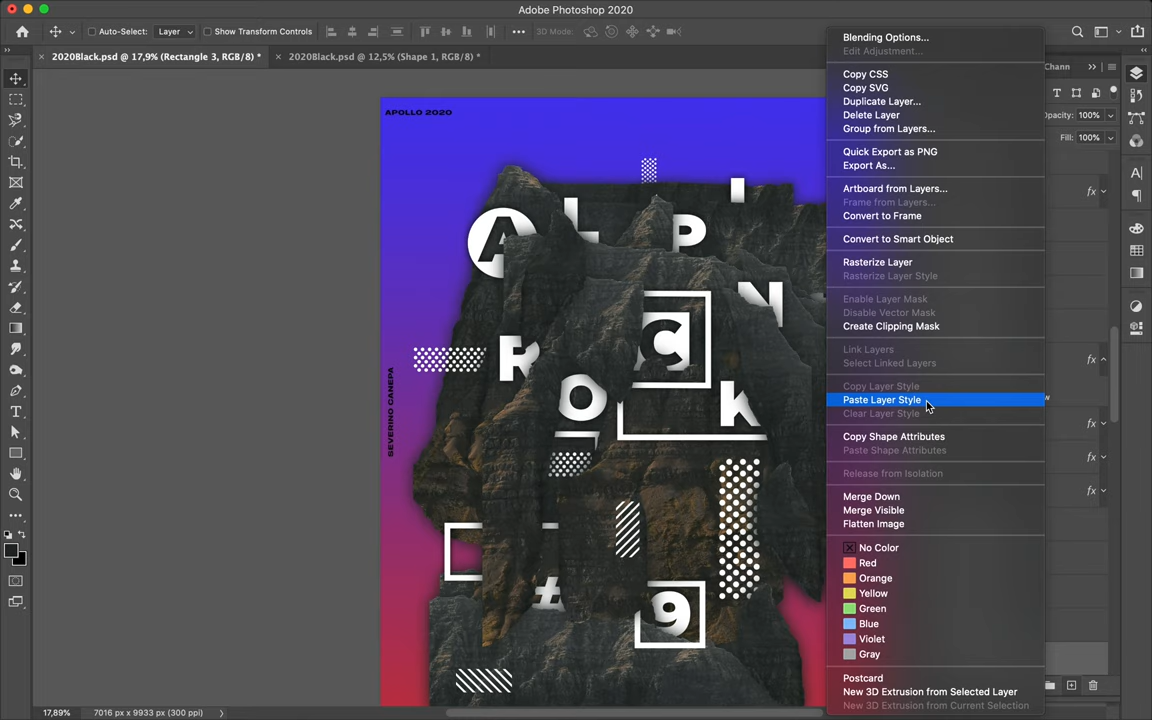 Adobe Photoshop 2020
Auto-Select: Layer Show Transform Controls 3D Mode:
2020Black.psd @ 17,9% (Rectangle 3, RGB/8) *
2020Black.psd @ 12,5% (Shape 1, RGB/8) *
APOLLO 2020
SEVERINO CANEPA
A L P
N
R
C
O K
# 9
Blending Options...
Edit Adjustment...
Copy CSS
Copy SVG
Duplicate Layer...
Delete Layer
Group from Layers...
Quick Export as PNG
Export As...
Artboard from Layers...
Frame from Layers...
Convert to Frame
Convert to Smart Object
Rasterize Layer
Rasterize Layer Style
Enable Layer Mask
Disable Vector Mask
Create Clipping Mask
Link Layers
Select Linked Layers
Copy Layer Style
Paste Layer Style
Clear Layer Style
Copy Shape Attributes
Paste Shape Attributes
Release from Isolation
Merge Down
Merge Visible
Flatten Image
No Color
Red
Orange
Yellow
Green
Blue
Violet
Gray
Postcard
New 3D Extrusion from Selected Layer
New 3D Extrusion from Current Selection
Chann
Opacity: 100%
Fill: 100%
fx
fx
fx
fx
fx
17,89% 7016 px x 9933 px (300 ppi)